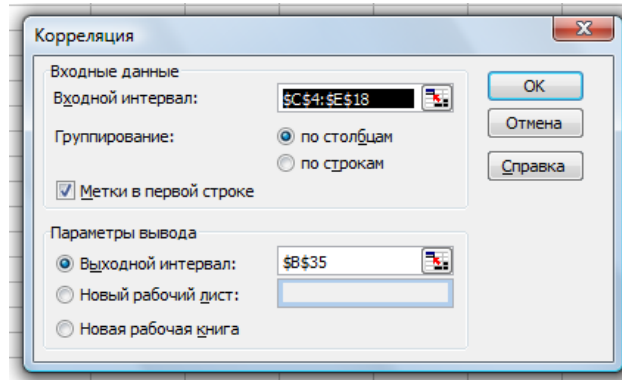 Корреляция
Входные данные
Входной интервал: $C$4:$E$18
ОК
Группирование: по столбцам
Отмена
по строкам
Справка
Метки в первой строке
Параметры вывода
Выходной интервал: $B$35
Новый рабочий лист:
Новая рабочая книга